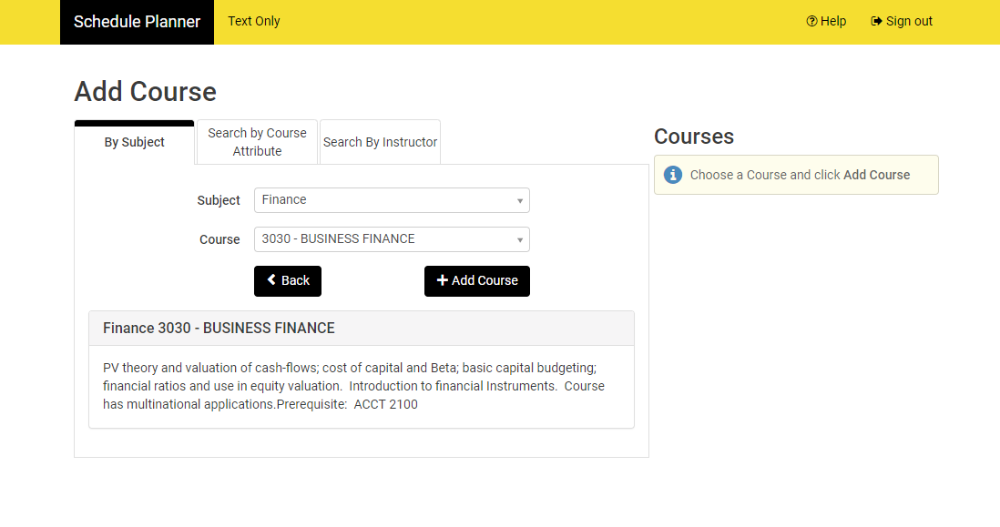 Schedule Planner Text Only Help Sign out
Add Course
By Subject
Search by Course
Attribute
Search By Instructor
Subject Finance
Course 3030 - BUSINESS FINANCE
Back Add Course
Finance 3030 - BUSINESS FINANCE
PV theory and valuation of cash-flows; cost of capital and Beta; basic capital budgeting;
financial ratios and use in equity valuation.  Introduction to financial Instruments.  Course
has multinational applications.Prerequisite:  ACCT 2100
Courses
Choose a Course and click Add Course